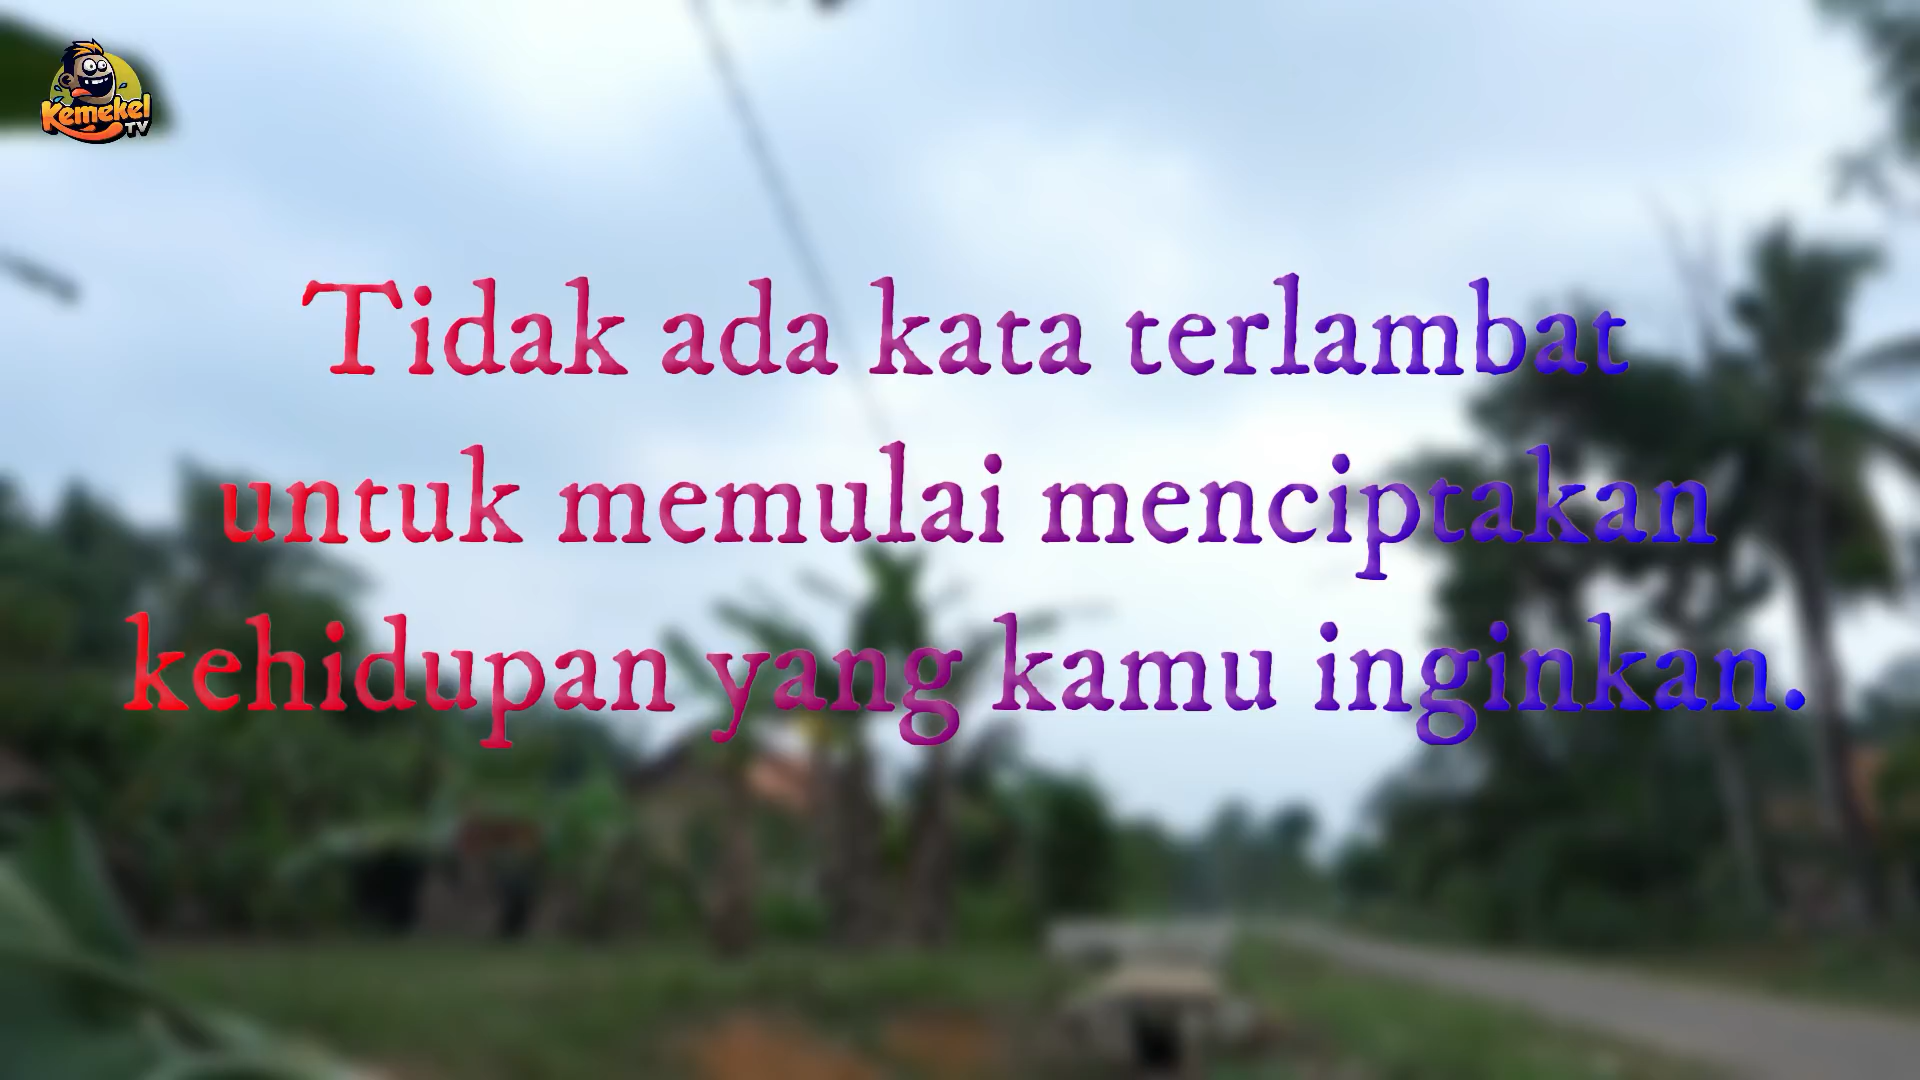 Kemekel
TV
Tidak ada kata terlambat
untuk memulai menciptakan
kehidupan yang kamu inginkan.